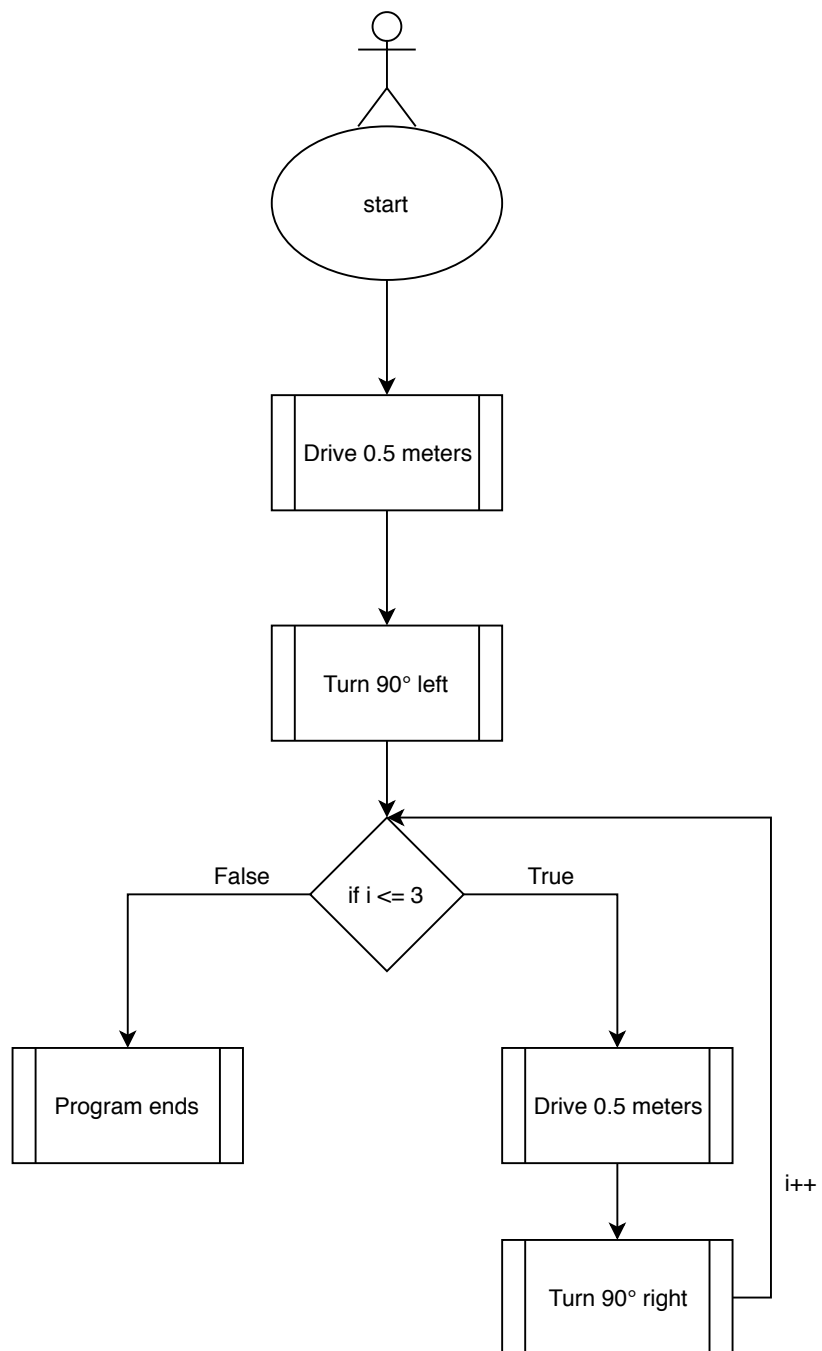 start
Drive 0.5 meters
Turn 90° left
False
if i <= 3
True
Program ends
Drive 0.5 meters
i++
Turn 90° right